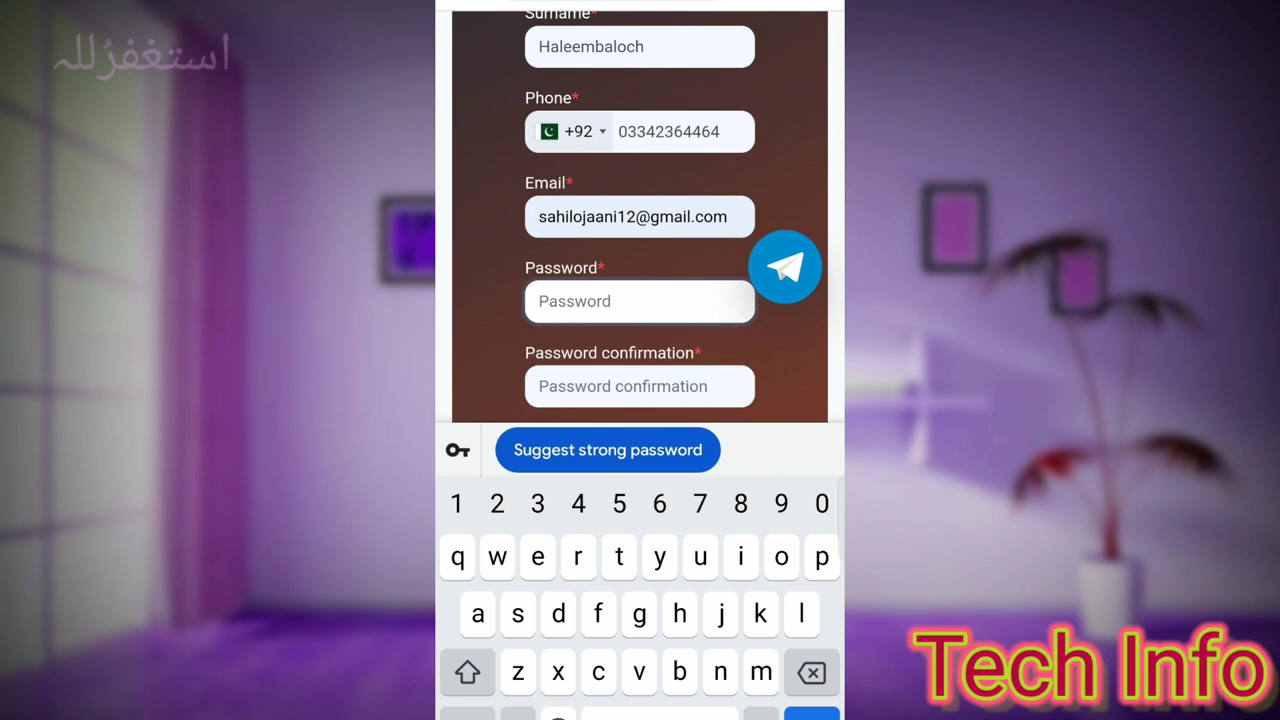 استغفرُللہ
Surname*
Haleembaloch
Phone*
+92 03342364464
Email*
sahilojaani12@gmail.com
Password*
Password
Password confirmation*
Password confirmation
Suggest strong password
1 2 3 4 5 6 7 8 9 0
q w e r t y u i o p
a s d f g h j k l
z x c v b n m
Tech Info